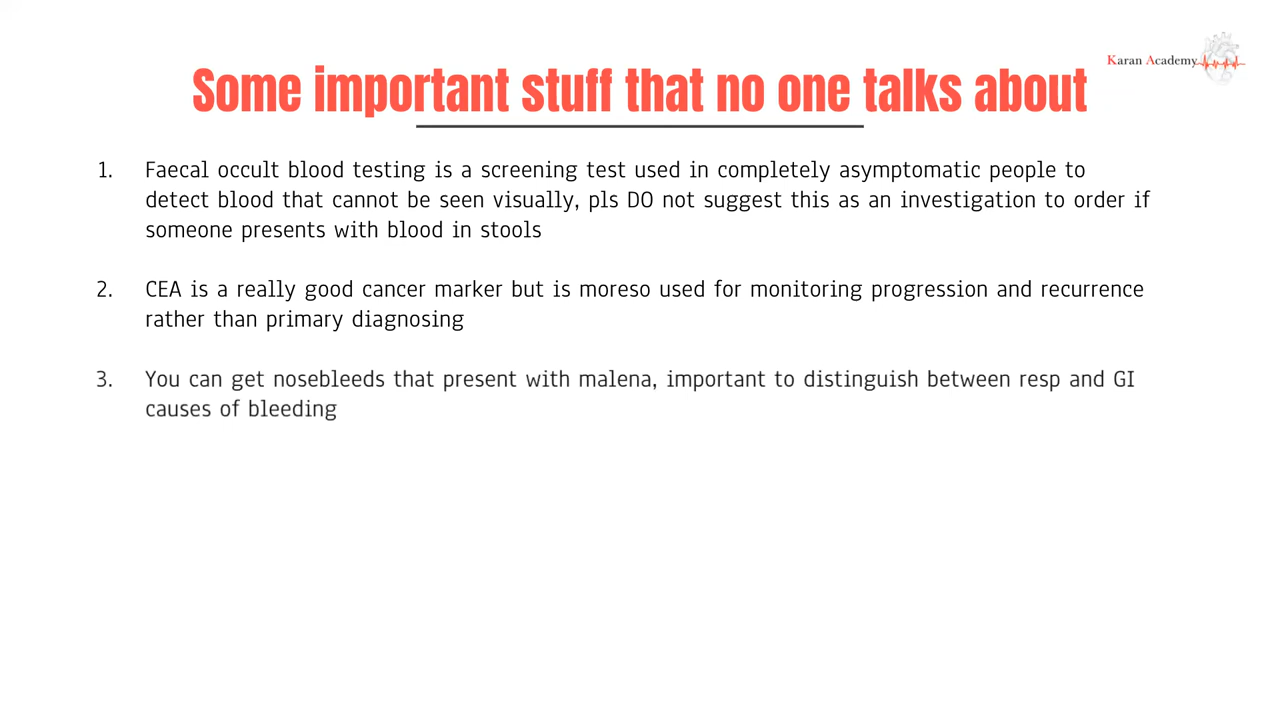 Karan Academy
Some important stuff that no one talks about
1. Faecal occult blood testing is a screening test used in completely asymptomatic people to
detect blood that cannot be seen visually, pls DO not suggest this as an investigation to order if
someone presents with blood in stools
2. CEA is a really good cancer marker but is moreso used for monitoring progression and recurrence
rather than primary diagnosing
3. You can get nosebleeds that present with malena, important to distinguish between resp and GI
causes of bleeding